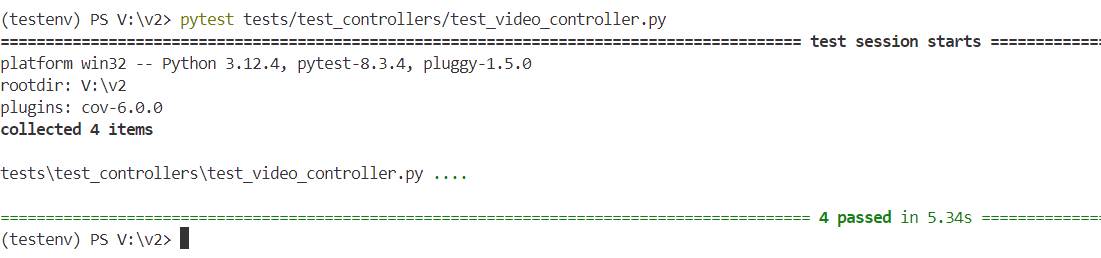 (testenv) PS V:\v2> pytest tests/test_controllers/test_video_controller.py
========================================================================================= test session starts =============
platform win32 -- Python 3.12.4, pytest-8.3.4, pluggy-1.5.0
rootdir: V:\v2
plugins: cov-6.0.0
collected 4 items
tests\test_controllers\test_video_controller.py ....
========================================================================================== 4 passed in 5.34s ==============
(testenv) PS V:\v2>